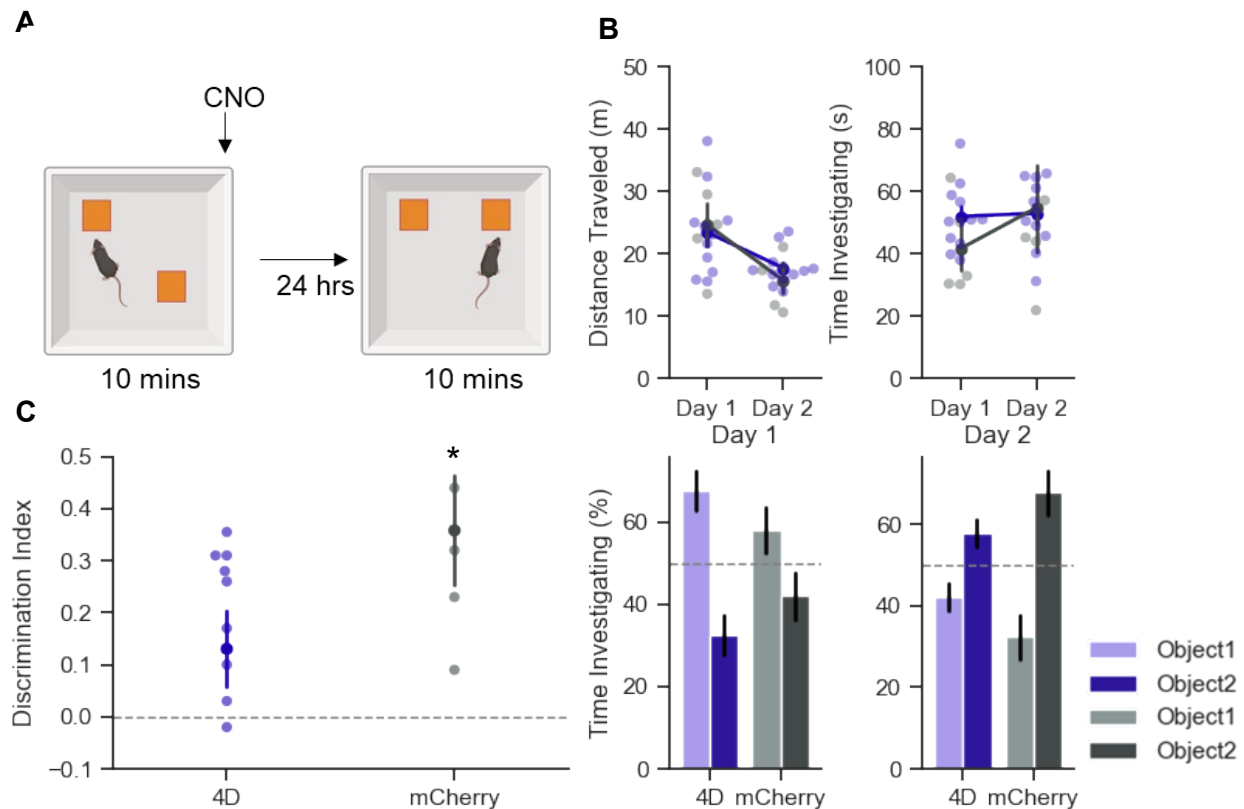 A
CNO
24 hrs
10 mins
10 mins
B
Distance Traveled (m)
50
40
30
20
10
0
Day 1
Day 2
Time Investigating (s)
100
80
60
40
20
0
Day 1
Day 2
C
Discrimination Index
0.5
0.4
0.3
0.2
0.1
0.0
−0.1
*
4D
mCherry
Day 1
Time Investigating (%)
60
40
20
0
4D
mCherry
Day 2
60
40
20
0
4D
mCherry
Object1
Object2
Object1
Object2